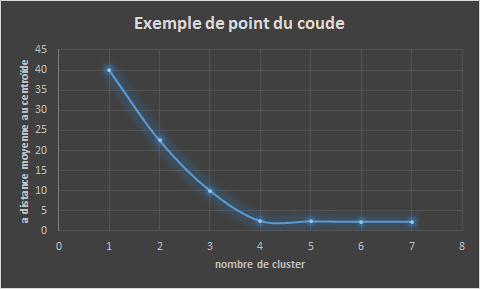 Exemple de point du coude
a distance moyenne au centroïde
45
40
35
30
25
20
15
10
5
0
0 1 2 3 4 5 6 7 8
nombre de cluster